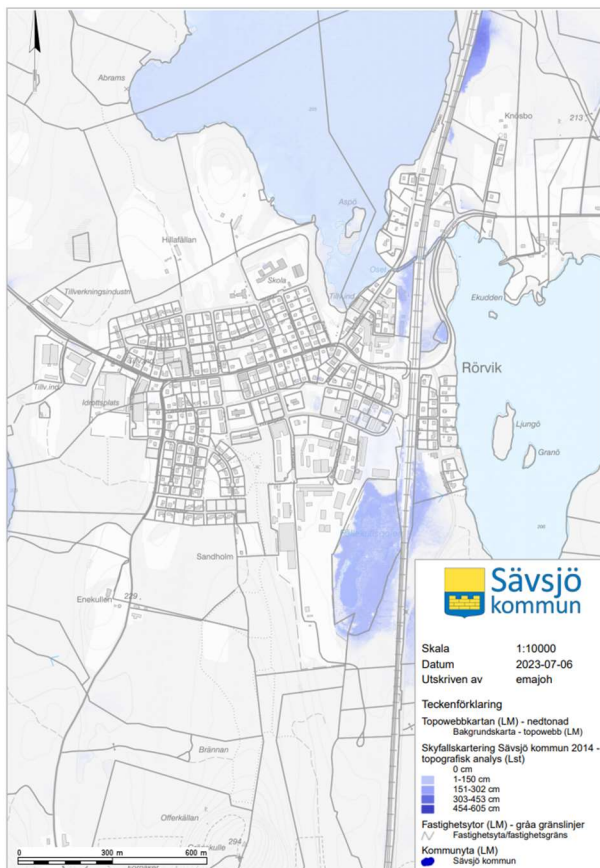 Abrams
Knosbo
213
Aspö
Hillafällan
Skola
Tillverkningsindustri.
Ekudden
Rörvik
Tillv.ind
Idrottsplats
Ljungö
Granö
Sandholm
Enekullen
229
Brännan
Offerkällan
294
0 300 m 600 m
Sävsjö
kommun
Skala 1:10000
Datum 2023-07-06
Utskriven av emajoh
Teckenförklaring
Topowebbkartan (LM) - nedtonad
Bakgrundskarta - topowebb (LM)
Skyfallskartering Sävsjö kommun 2014 -
topografisk analys (Lst)
0 cm
1-150 cm
151-302 cm
303-453 cm
454-605 cm
Fastighetsytor (LM) - gråa gränslinjer
Fastighetsyta/fastighetsgräns
Kommunyta (LM)
Sävsjö kommun